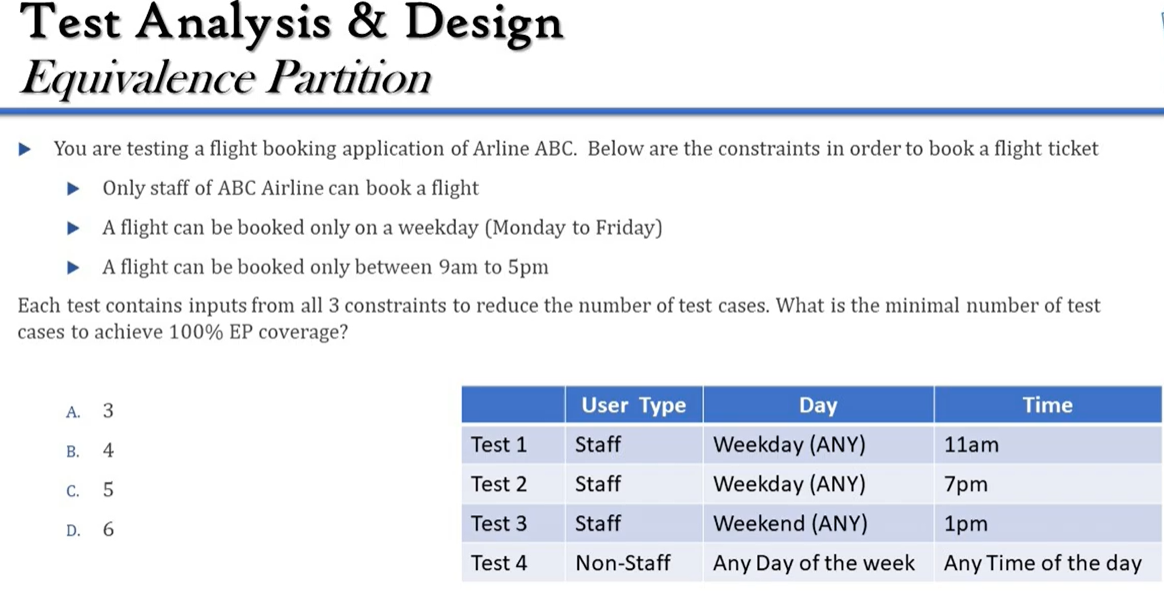 Test Analysis & Design
Equivalence Partition
You are testing a flight booking application of Arline ABC. Below are the constraints in order to book a flight ticket
Only staff of ABC Airline can book a flight
A flight can be booked only on a weekday (Monday to Friday)
A flight can be booked only between 9am to 5pm
Each test contains inputs from all 3 constraints to reduce the number of test cases. What is the minimal number of test
cases to achieve 100% EP coverage?
A. 3
B. 4
C. 5
D. 6
User Type Day Time
Test 1 Staff Weekday (ANY) 11am
Test 2 Staff Weekday (ANY) 7pm
Test 3 Staff Weekend (ANY) 1pm
Test 4 Non-Staff Any Day of the week Any Time of the day